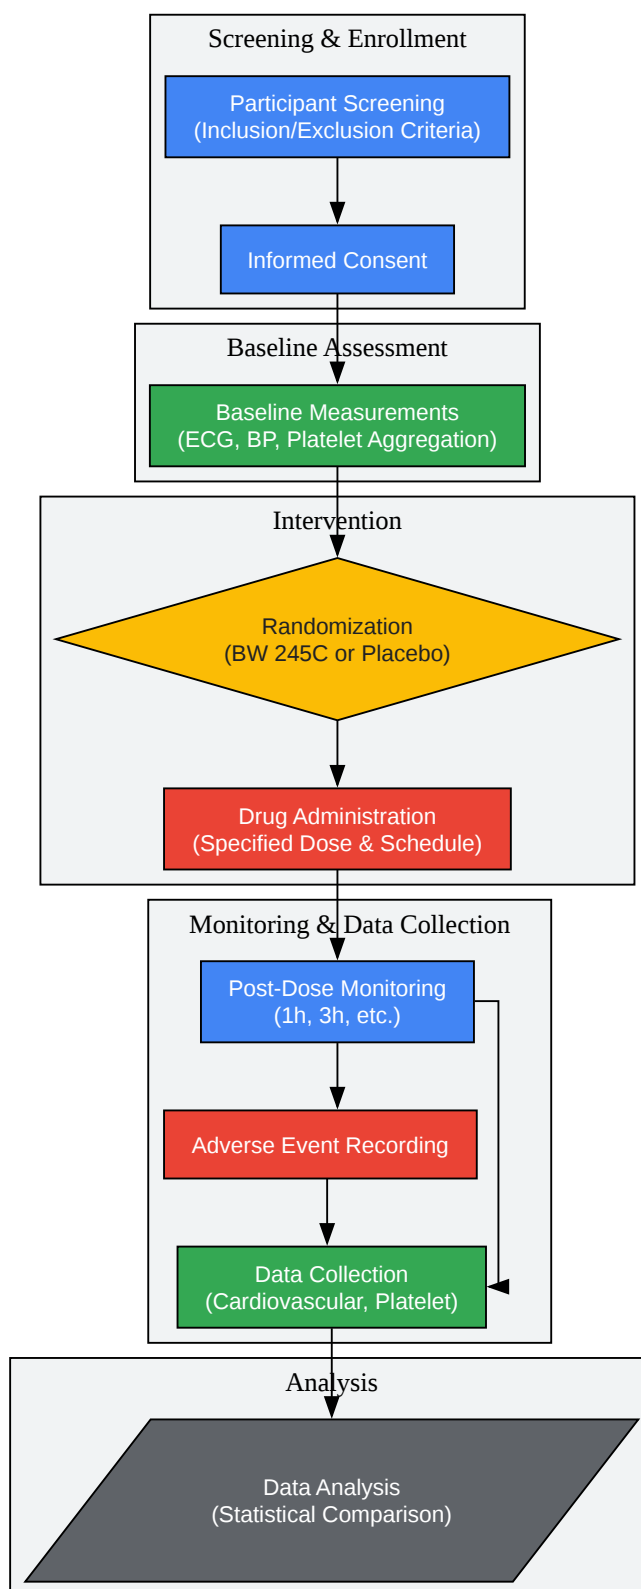 Screening & Enrollment
Participant Screening
(Inclusion/Exclusion Criteria)
Informed Consent
Baseline Assessment
Baseline Measurements
(ECG, BP, Platelet Aggregation)
Intervention
Randomization
(BW 245C or Placebo)
Drug Administration
(Specified Dose & Schedule)
Monitoring & Data Collection
Post-Dose Monitoring
(1h, 3h, etc.)
Adverse Event Recording
Data Collection
(Cardiovascular, Platelet)
Analysis
Data Analysis
(Statistical Comparison)